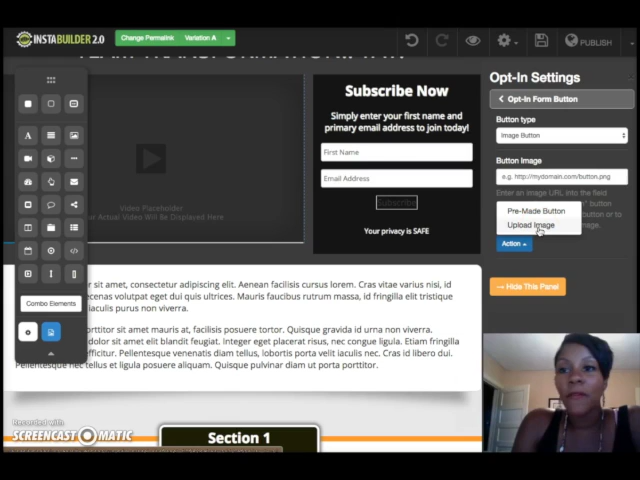 INSTABUILDER 2.0
Change Permalink Variation A
PUBLISH
Opt-In Settings
Opt-In Form Button
Button type
Image Button
Button Image
e.g. http://mydomain.com/button.png
Enter an image URL into the field
Pre-Made Button
Upload Image
Action
Hide This Panel
Subscribe Now
Simply enter your first name and
primary email address to join today!
First Name
Email Address
Subscribe
Your privacy is SAFE
Video Placeholder
our Actual Video Will Be Displayed Here
Combo Elements
sit amet, consectetur adipiscing elit. Aenean facilisis cursus lorem. Cras vitae varius nisi, id
venenas volutpat eget dui quis ultrices. Mauris faucibus rutrum massa, id fringilla elit tristique
iaculis purus non viverra.
porttitor sit amet mauris at, facilisis posuere tortor. Quisque gravida id urna non viverra.
dolor sit elit blandit feugiat. Integer eget placerat risus, nec congue ligula. Etiam fringilla
efficitur. Pellentesque venenatis diam tellus, lobortis porta velit iaculis nec. Cras id libero dui.
Pellentesque nec tellus et ligula posuere aliquam. Quisque pulvinar diam ut porta porttitor.
Recorded with
SCREENCAST-O-MATIC
Section 1